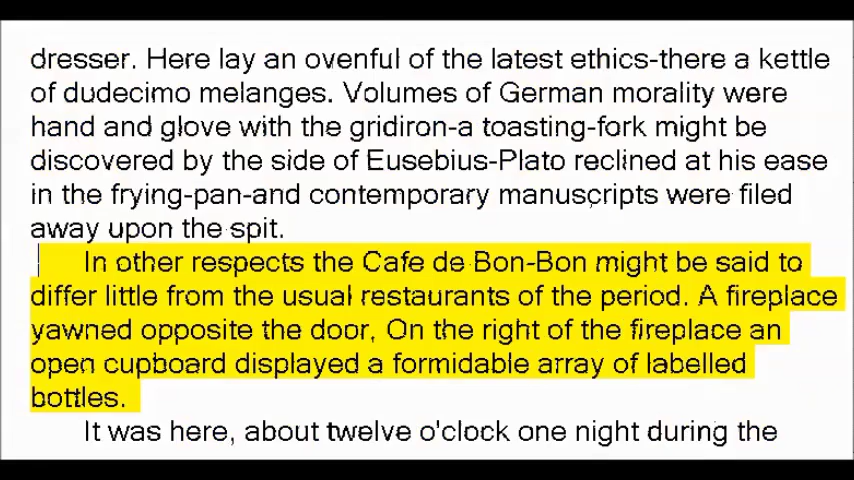 dresser. Here lay an ovenful of the latest ethics-there a kettle
of dudecimo melanges. Volumes of German morality were
hand and glove with the gridiron-a toasting-fork might be
discovered by the side of Eusebius-Plato reclined at his ease
in the frying-pan-and contemporary manuscripts were filed
away upon the spit.
In other respects the Cafe de Bon-Bon might be said to
differ little from the usual restaurants of the period. A fireplace
yawned opposite the door, On the right of the fireplace an
open cupboard displayed a formidable array of labelled
bottles.
It was here, about twelve o'clock one night during the